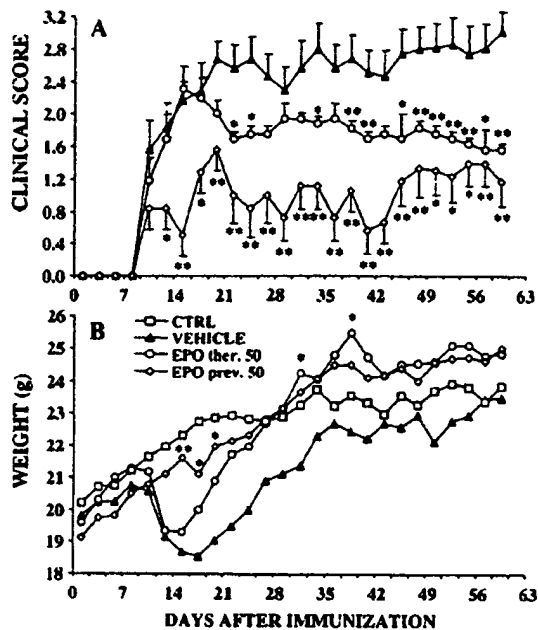 A
CLINICAL SCORE
3.2
2.8
2.4
2.0
1.6
1.2
0.8
0.4
0.0
0 7 14 21 28 35 42 49 56 63
* ** * ** * * ** ** ** ** ** * ** ** ** ** ** ** * ** ** ** ** * **
** ** * ** * * * ** **
B
CTRL
VEHICLE
EPO ther. 50
EPO prev. 50
WEIGHT (g)
26
25
24
23
22
21
20
19
18
** * * * *
0 7 14 21 28 35 42 49 56 63
DAYS AFTER IMMUNIZATION